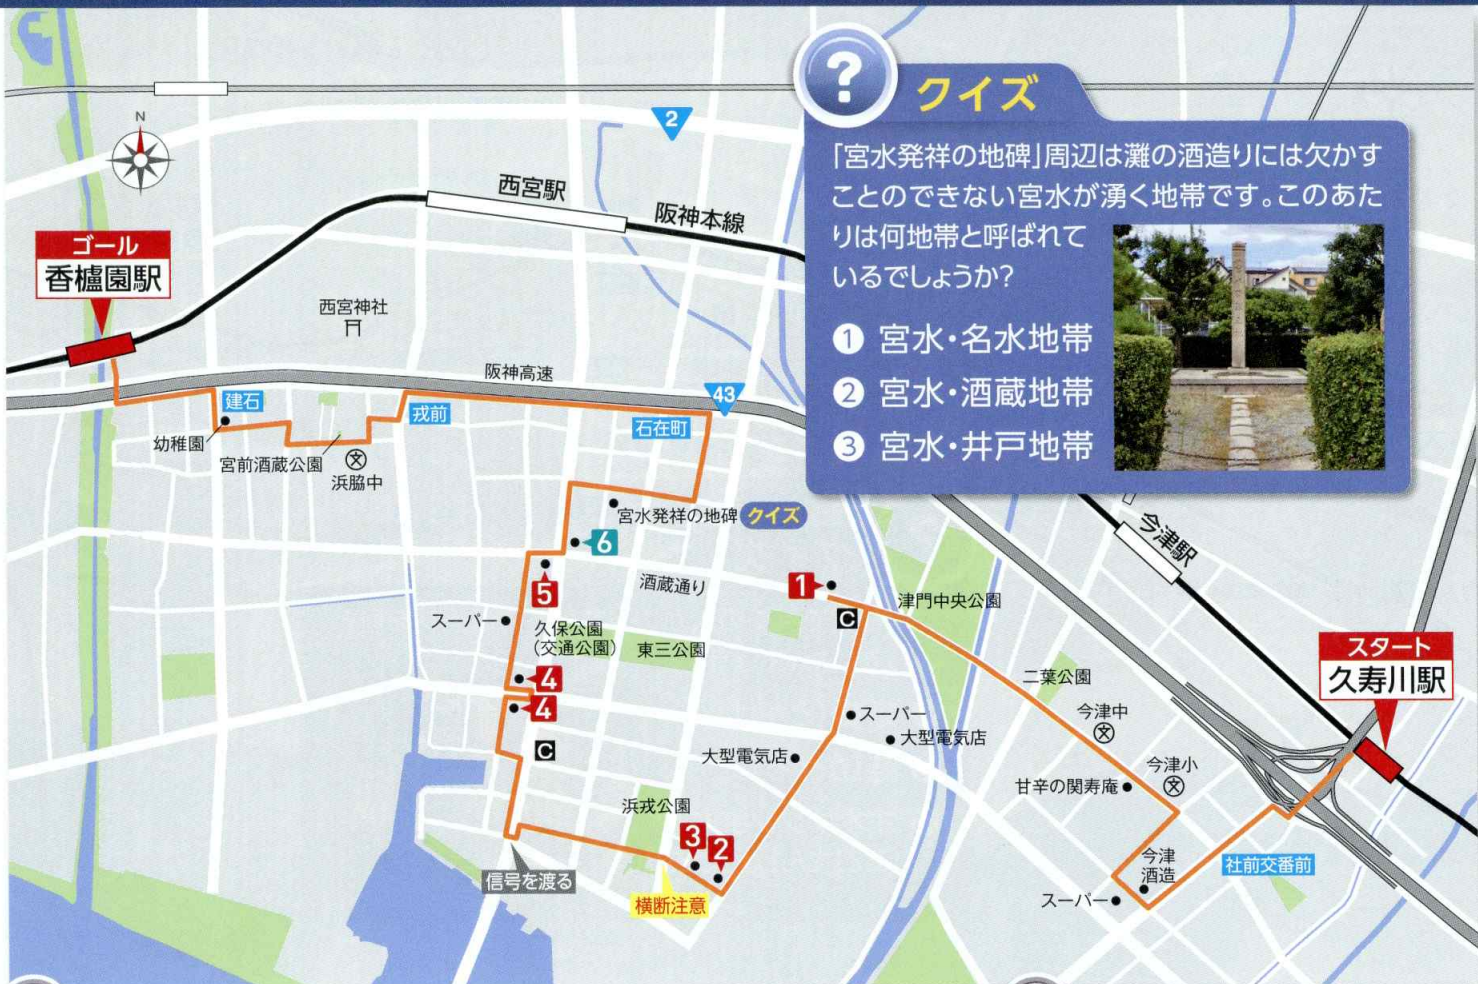 クイズ
「宮水発祥の地碑」周辺は灘の酒造りには欠かす
ことのできない宮水が湧く地帯です。このあた
りは何地帯と呼ばれて
いるでしょうか?
① 宮水・名水地帯
② 宮水・酒蔵地帯
③ 宮水・井戸地帯
?
N
2
西宮駅
阪神本線
ゴール
香櫨園駅
西宮神社
阪神高速
43
建石
戎前
石在町
幼稚園
宮前酒蔵公園
文
浜脇中
宮水発祥の地碑
クイズ
6
5
酒蔵通り
1
C
津門中央公園
今津駅
スーパー
久保公園
(交通公園)
東三公園
4
4
C
二葉公園
スタート
久寿川駅
スーパー
大型電気店
大型電気店
今津中
文
今津小
文
甘辛の関寿庵
浜戎公園
3
2
信号を渡る
横断注意
今津
酒造
スーパー
社前交番前